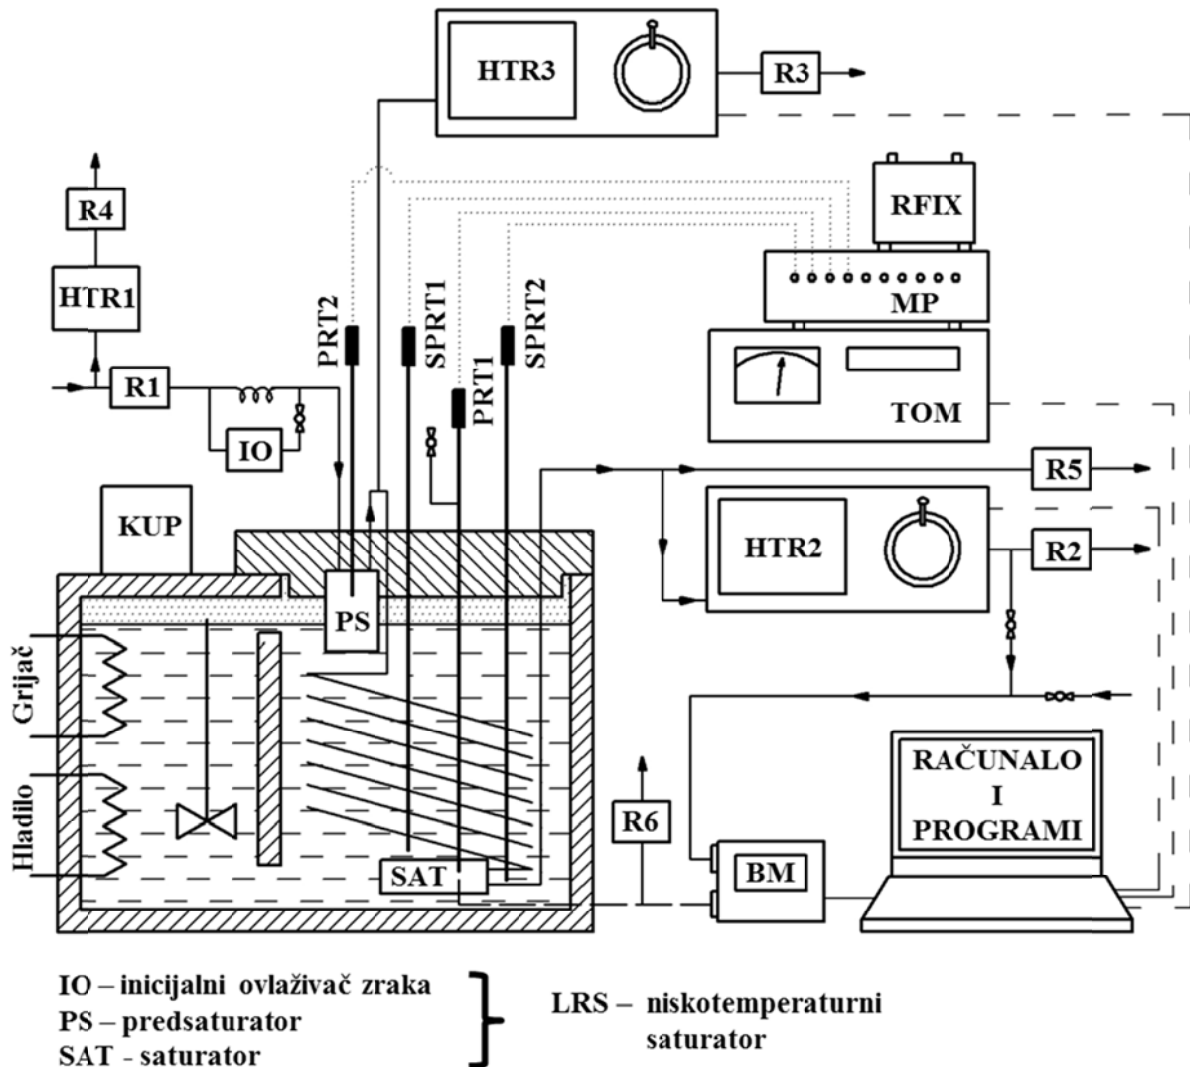 HTR3
R3
R4
RFIX
HTR1
MP
PRT2
SPRT1
SPRT2
PRT1
R1
TOM
IO
R5
KUP
HTR2
R2
PS
Grijač
Hladilo
RAČUNALO
I
PROGRAMI
R6
SAT
BM
IO – inicijalni ovlaživač zraka
PS – predsaturator
SAT - saturator
LRS – niskotemperaturni
saturator